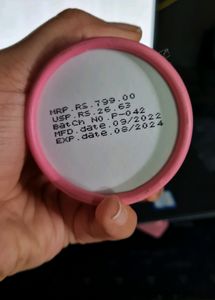 MRP.RS.799.00
USP.RS.26.63
Batch NO.P-042
MFD.date.09/2022
EXP.date.08/2024